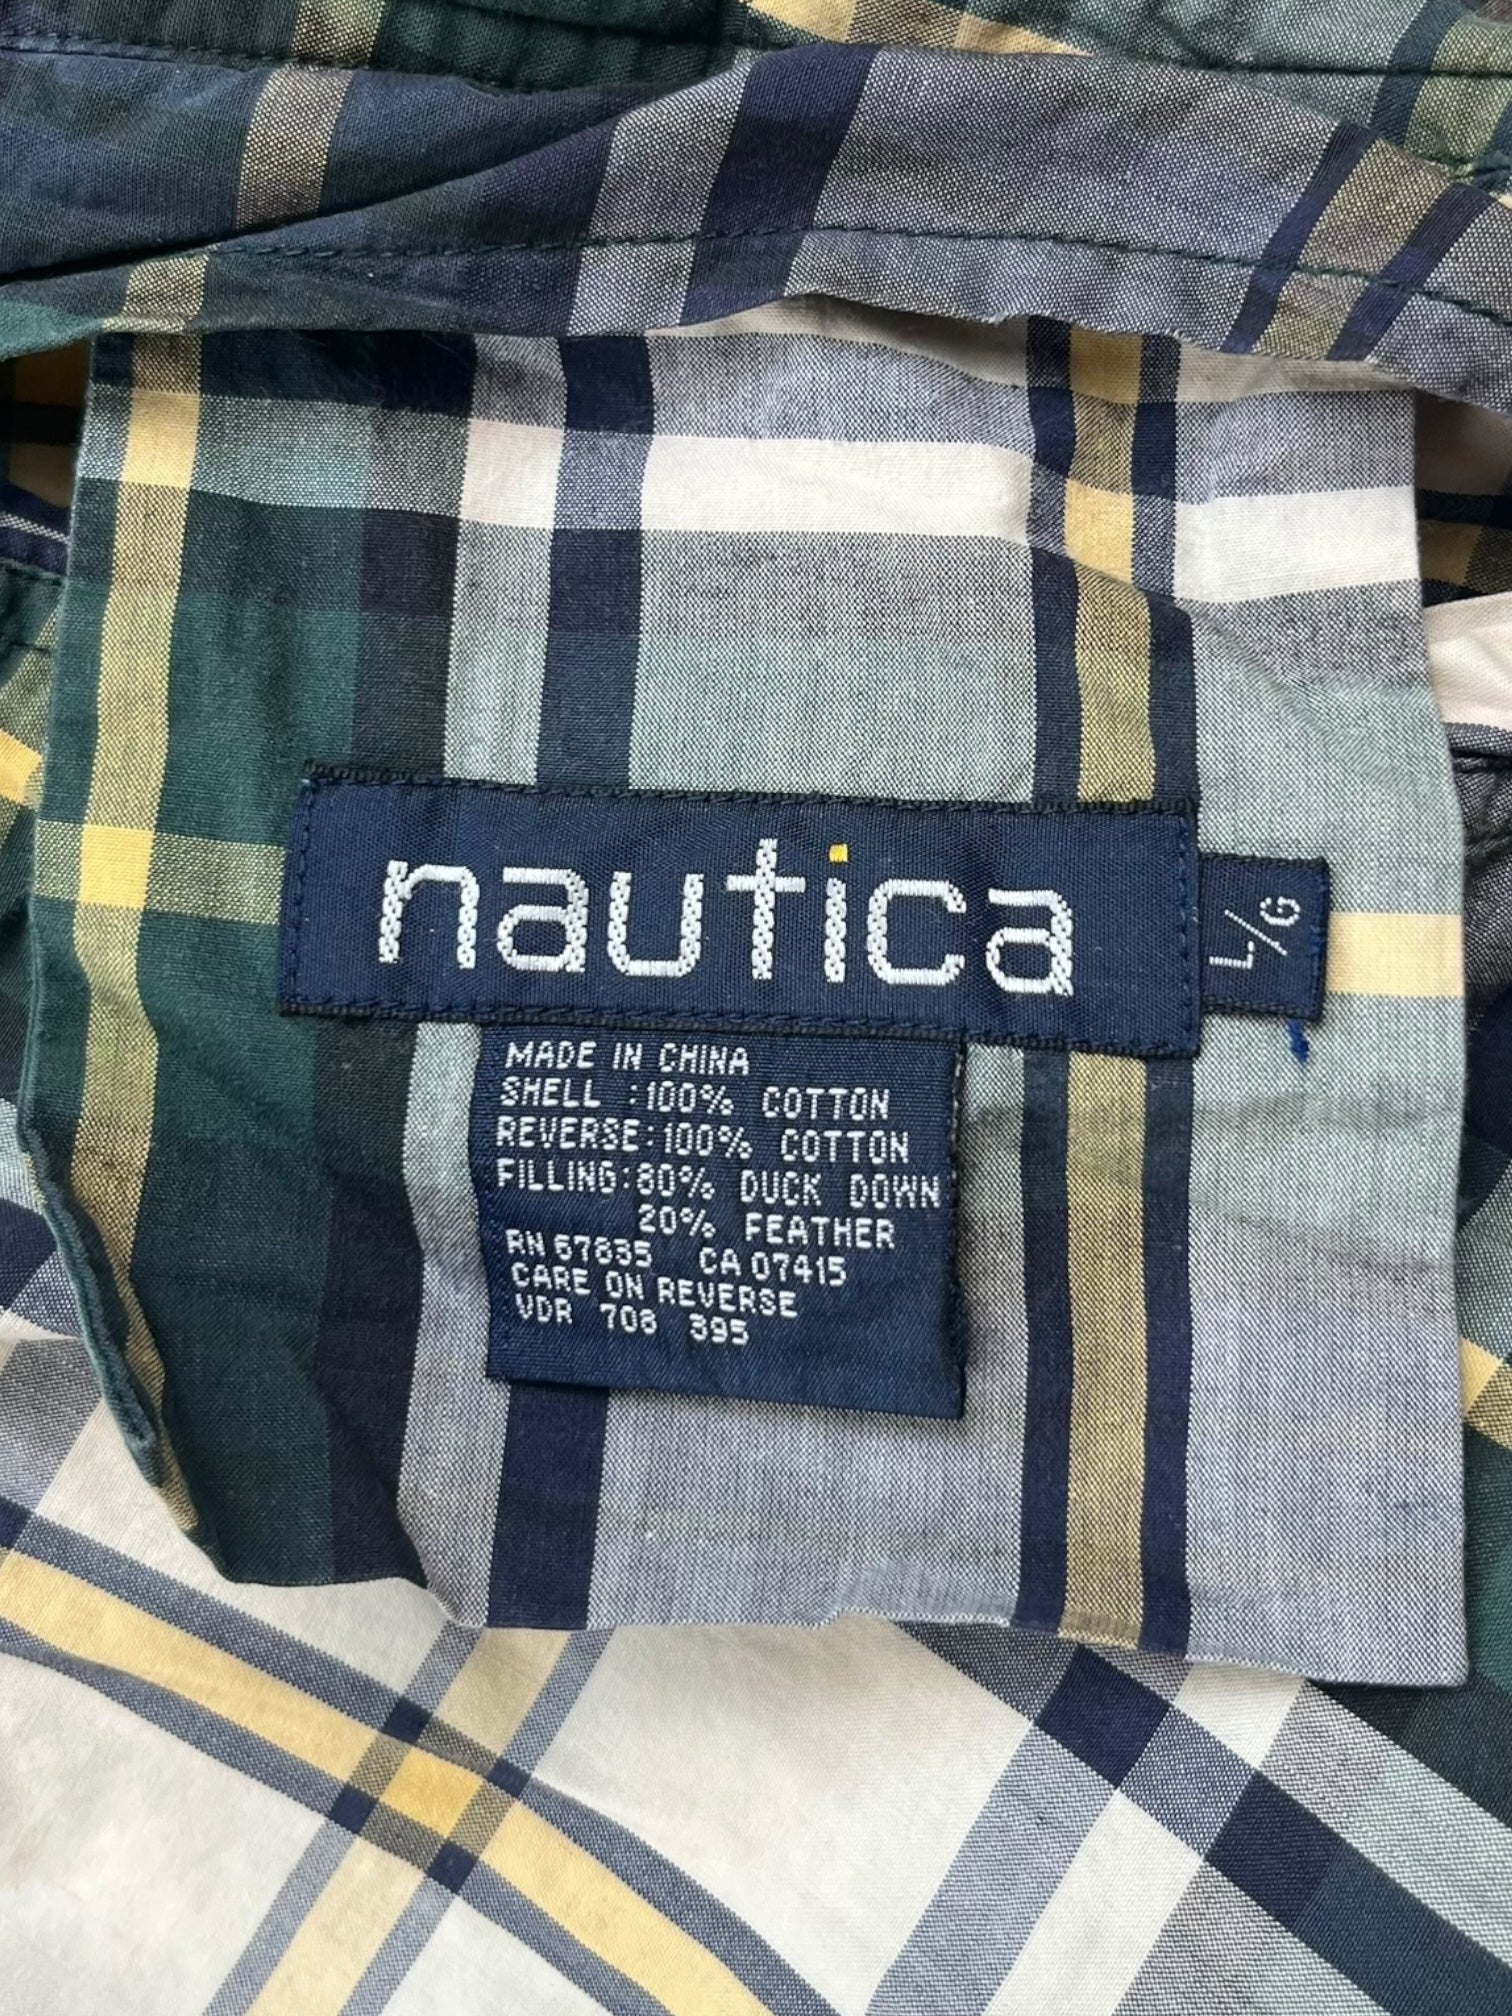 nautica
L/G
MADE IN CHINA
SHELL :100% COTTON
REVERSE:100% COTTON
FILLING:80% DUCK DOWN
20% FEATHER
RN 67835 CA 07415
CARE ON REVERSE
VDR 708 395